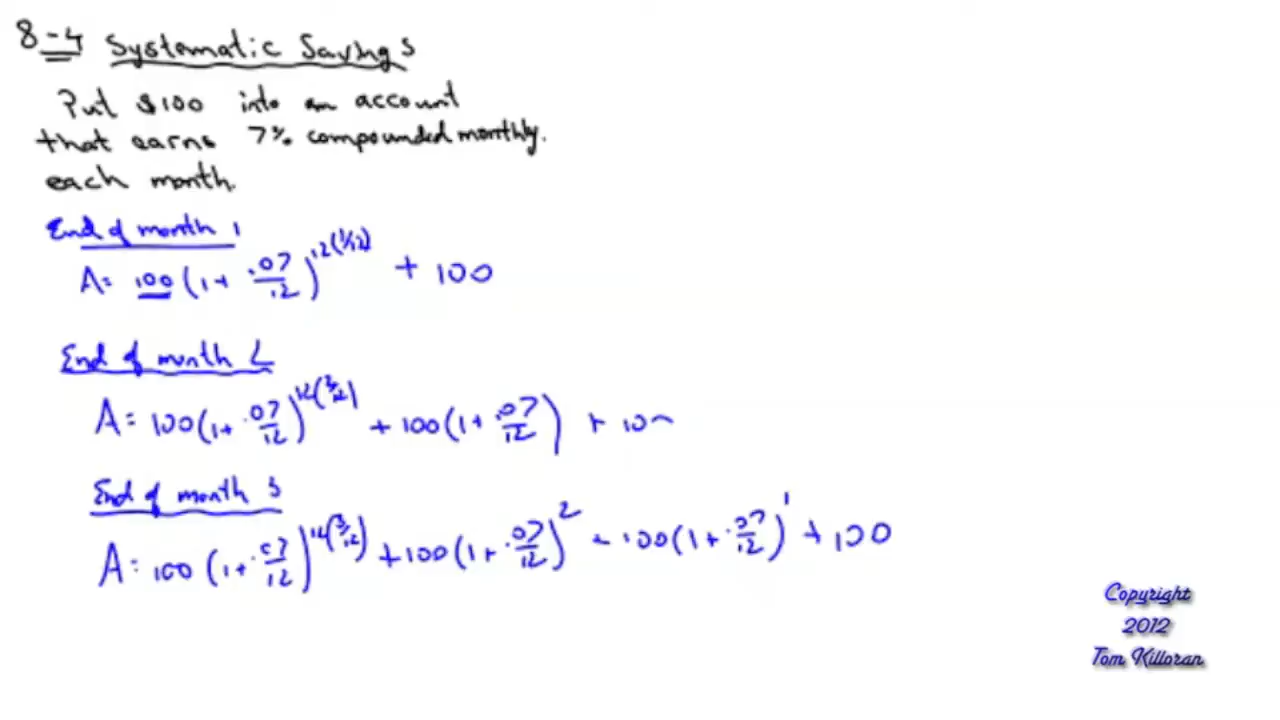 8-4 Systematic Savings
Put $100 into an account
that earns 7% compounded monthly.
each month.
End of month 1
A = 100(1+ .07/12)^12(1/12) + 100
End of month 2
A = 100(1+ .07/12)^12(2/12) + 100(1+ .07/12) + 100
End of month 3
A = 100(1+ .07/12)^12(3/12) + 100(1+ .07/12)^2 + 100(1+ .07/12)^1 + 100
Copyright
2012
Tom Killoran